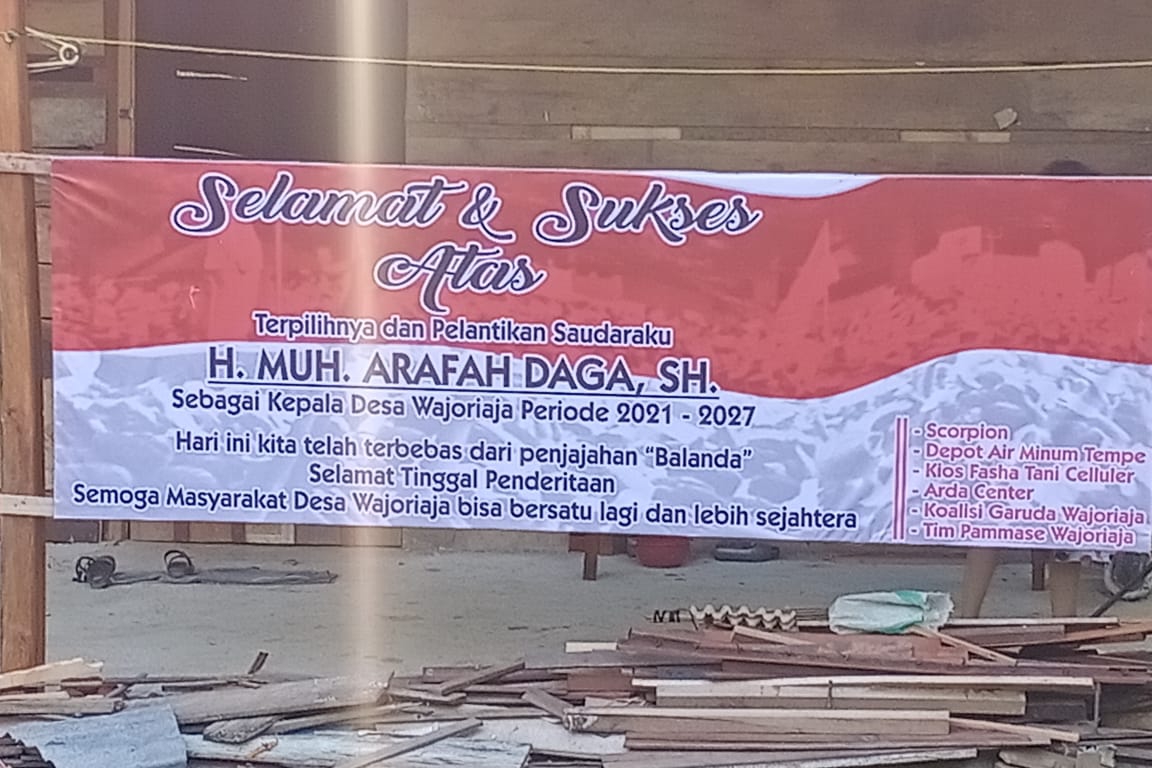 Selamat & Sukses
Atas
Terpilihnya dan Pelantikan Saudaraku
H. MUH. ARAFAH DAGA, SH.
Sebagai Kepala Desa Wajoriaja Periode 2021 - 2027
Hari ini kita telah terbebas dari penjajahan “Balanda”
Selamat Tinggal Penderitaan
Semoga Masyarakat Desa Wajoriaja bisa bersatu lagi dan lebih sejahtera
- Scorpion
- Depot Air Minum Tempe
- Kios Fasha Tani Celluler
- Arda Center
- Koalisi Garuda Wajoriaja
- Tim Pammase Wajoriaja